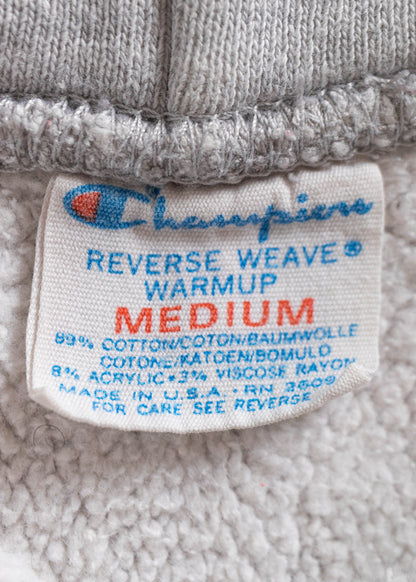 Champion
REVERSE WEAVE®
WARMUP
MEDIUM
89% COTTON/COTON/BAUMWOLLE
COTONE/KATOEN/BOMULD
8% ACRYLIC•3% VISCOSE RAYON
MADE IN U.S.A.-RN 26094
FOR CARE SEE REVERSE